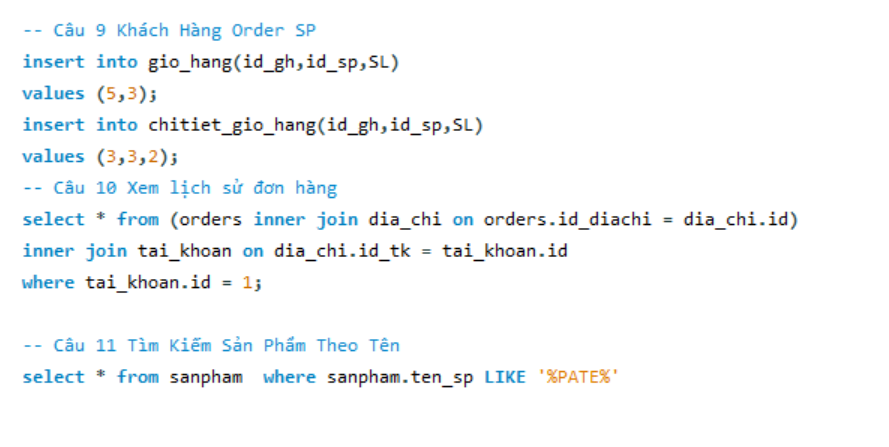 -- Câu 9 Khách Hàng Order SP
insert into gio_hang(id_gh,id_sp,SL)
values (5,3);
insert into chitiet_gio_hang(id_gh,id_sp,SL)
values (3,3,2);
-- Câu 10 Xem lịch sử đơn hàng
select * from (orders inner join dia_chi on orders.id_diachi = dia_chi.id)
inner join tai_khoan on dia_chi.id_tk = tai_khoan.id
where tai_khoan.id = 1;
-- Câu 11 Tìm Kiếm Sản Phẩm Theo Tên
select * from sanpham  where sanpham.ten_sp LIKE '%PATE%'